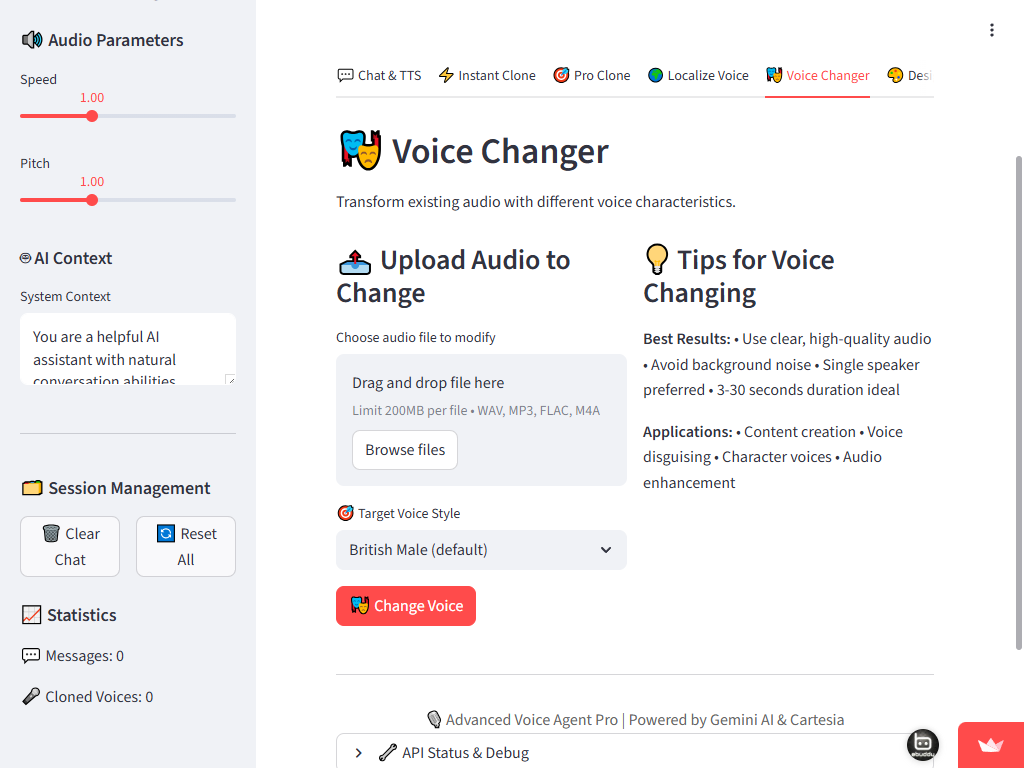 Audio Parameters
Speed
1.00
Pitch
1.00
AI Context
System Context
You are a helpful AI
assistant with natural
conversation abilities
Session Management
Clear
Chat
Reset
All
Statistics
Messages: 0
Cloned Voices: 0
Chat & TTS
Instant Clone
Pro Clone
Localize Voice
Voice Changer
Desi
Voice Changer
Transform existing audio with different voice characteristics.
Upload Audio to
Change
Choose audio file to modify
Drag and drop file here
Limit 200MB per file • WAV, MP3, FLAC, M4A
Browse files
Target Voice Style
British Male (default)
Change Voice
Tips for Voice
Changing
Best Results: • Use clear, high-quality audio
• Avoid background noise • Single speaker
preferred • 3-30 seconds duration ideal
Applications: • Content creation • Voice
disguising • Character voices • Audio
enhancement
Advanced Voice Agent Pro | Powered by Gemini AI & Cartesia
API Status & Debug